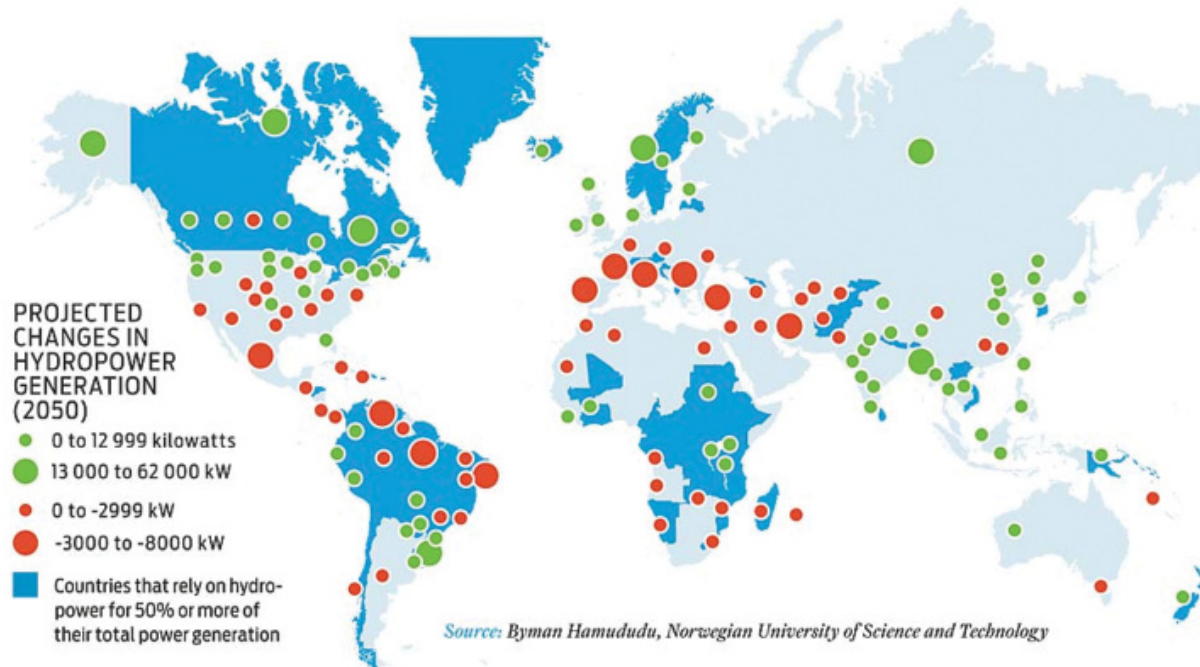 PROJECTED
CHANGES IN
HYDROPOWER
GENERATION
(2050)
0 to 12 999 kilowatts
13 000 to 62 000 kW
0 to -2999 kW
-3000 to -8000 kW
Countries that rely on hydro-
power for 50% or more of
their total power generation
Source: Byman Hamududu, Norwegian University of Science and Technology